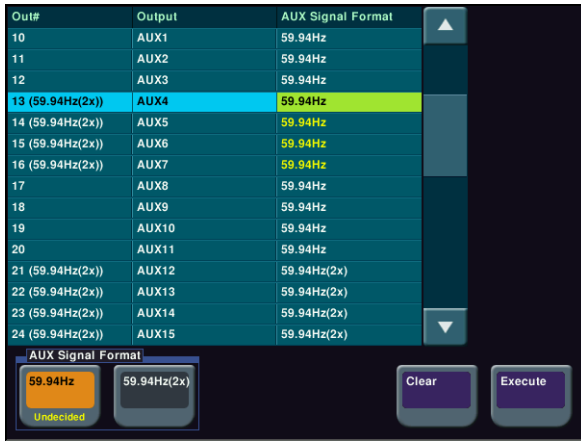 Out# Output AUX Signal Format
10 AUX1 59.94Hz
11 AUX2 59.94Hz
12 AUX3 59.94Hz
13 (59.94Hz(2x)) AUX4 59.94Hz
14 (59.94Hz(2x)) AUX5 59.94Hz
15 (59.94Hz(2x)) AUX6 59.94Hz
16 (59.94Hz(2x)) AUX7 59.94Hz
17 AUX8 59.94Hz
18 AUX9 59.94Hz
19 AUX10 59.94Hz
20 AUX11 59.94Hz
21 (59.94Hz(2x)) AUX12 59.94Hz(2x)
22 (59.94Hz(2x)) AUX13 59.94Hz(2x)
23 (59.94Hz(2x)) AUX14 59.94Hz(2x)
24 (59.94Hz(2x)) AUX15 59.94Hz(2x)
AUX Signal Format
59.94Hz 59.94Hz(2x) Clear Execute
Undecided